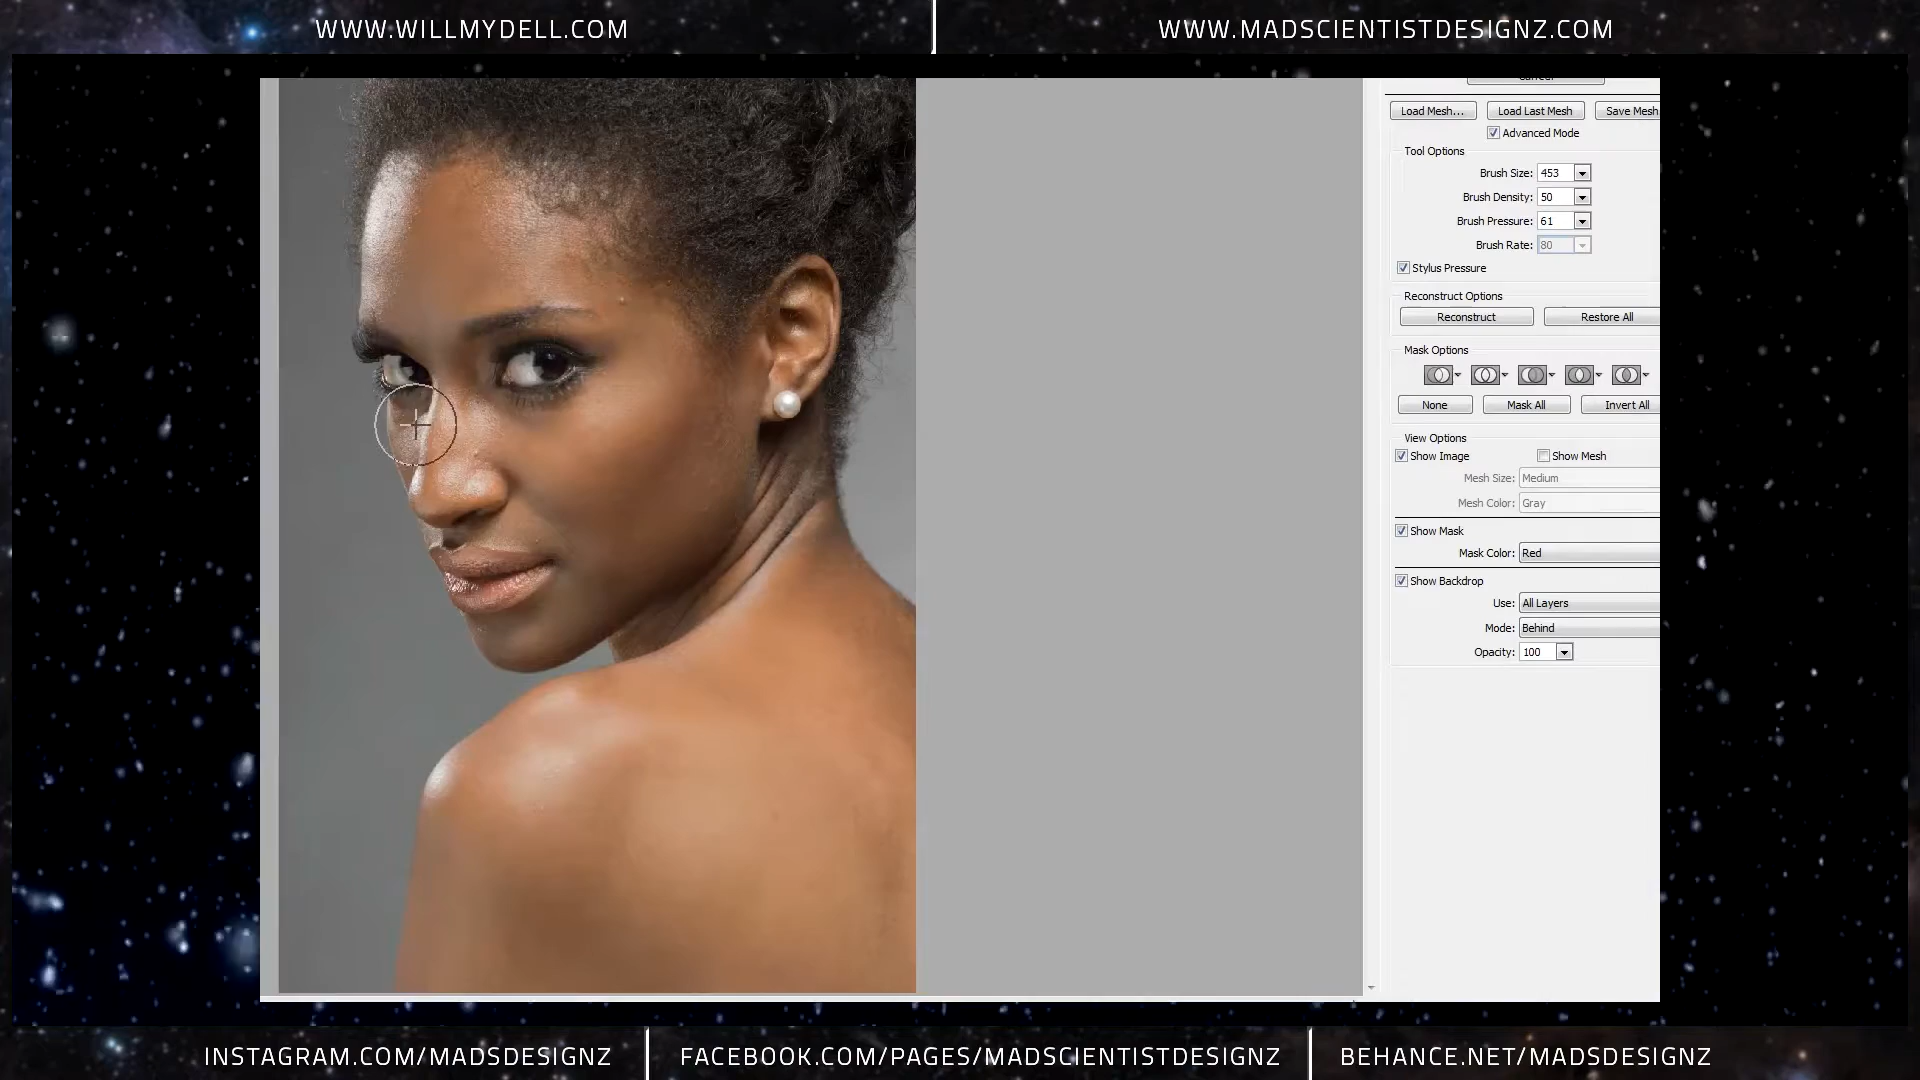 WWW.WILLMYDELL.COM
WWW.MADSCIENTISTDESIGNZ.COM
Load Mesh... Load Last Mesh Save Mesh
Advanced Mode
Tool Options
Brush Size: 453
Brush Density: 50
Brush Pressure: 61
Brush Rate: 80
Stylus Pressure
Reconstruct Options
Reconstruct Restore All
Mask Options
None Mask All Invert All
View Options
Show Image Show Mesh
Mesh Size: Medium
Mesh Color: Gray
Show Mask
Mask Color: Red
Show Backdrop
Use: All Layers
Mode: Behind
Opacity: 100
INSTAGRAM.COM/MADSDESIGNZ
FACEBOOK.COM/PAGES/MADSCIENTISTDESIGNZ
BEHANCE.NET/MADSDESIGNZ